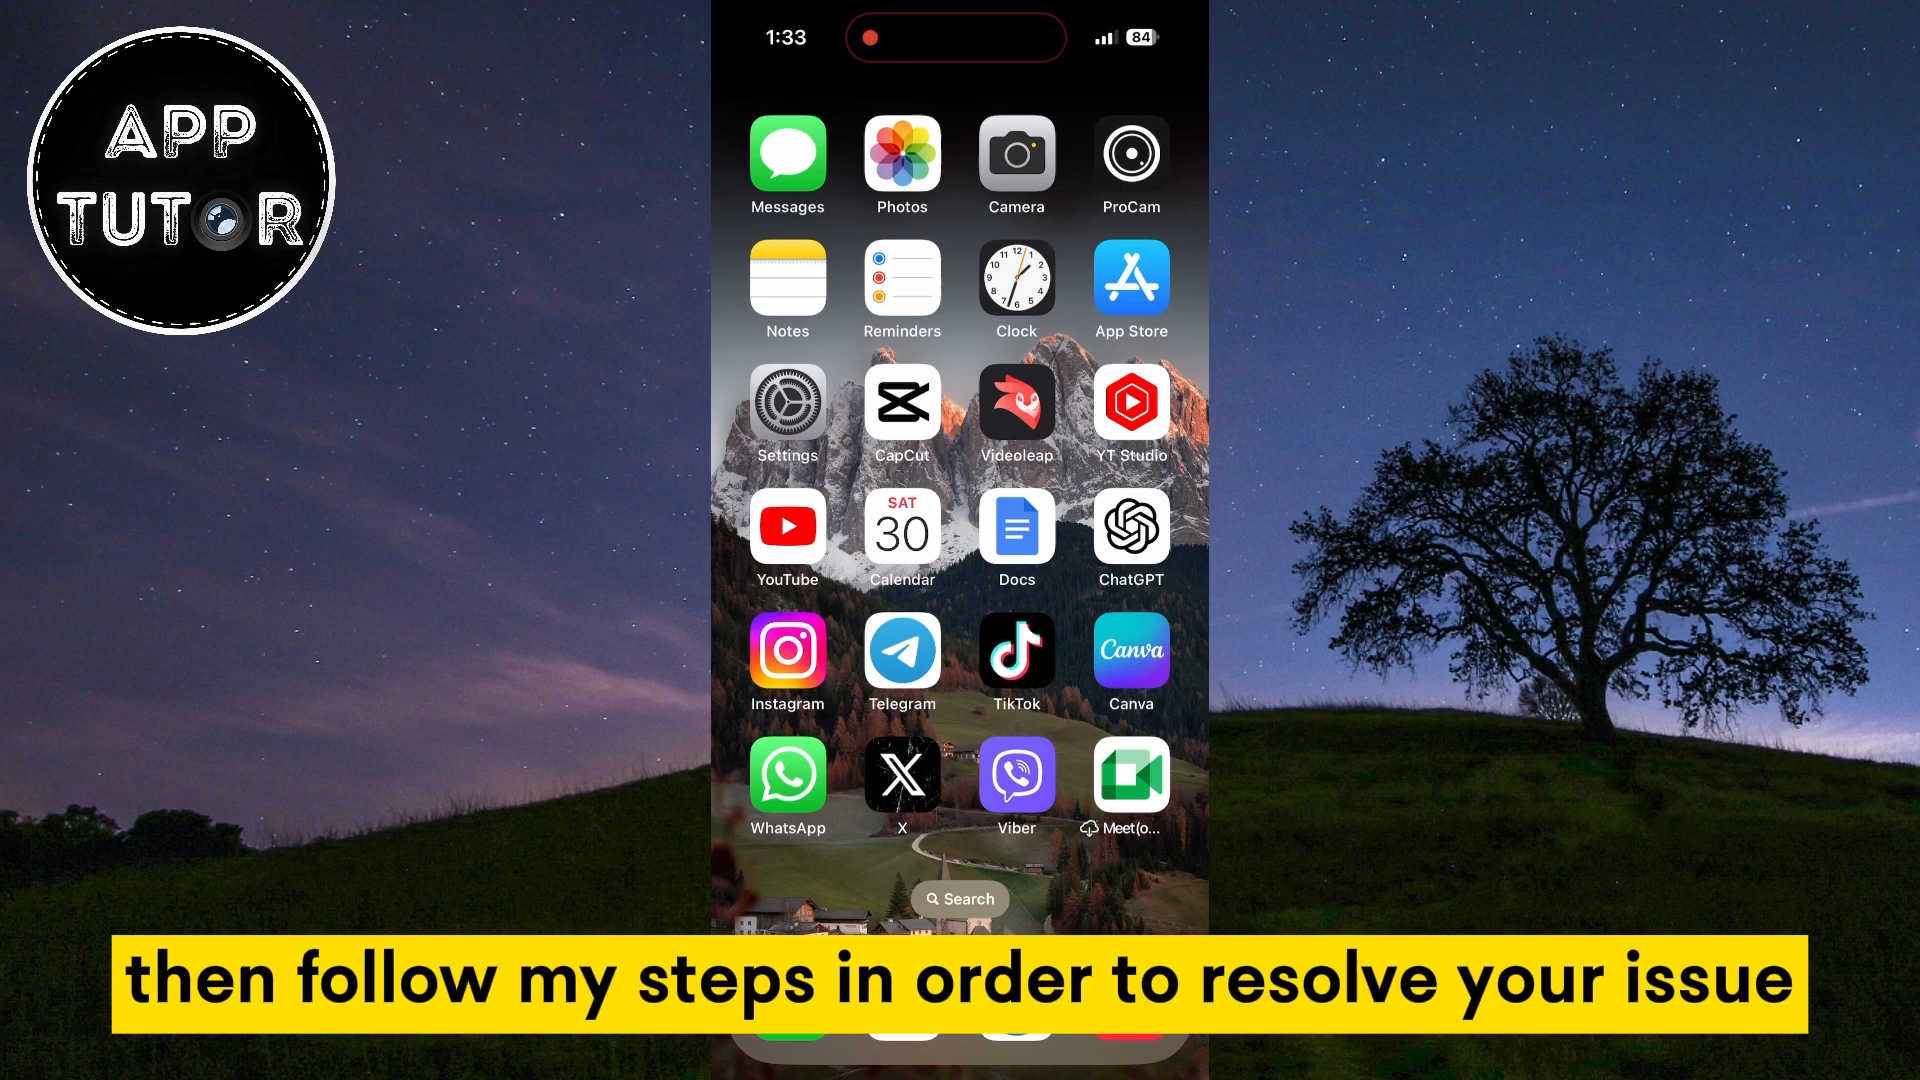 APP
TUTOR
1:33
84
Messages
Photos
Camera
ProCam
Notes
Reminders
Clock
App Store
Settings
CapCut
Videoleap
YT Studio
SAT
30
YouTube
Calendar
Docs
ChatGPT
Canva
Instagram
Telegram
TikTok
Canva
X
WhatsApp
X
Viber
Meet(o...
Search
then follow my steps in order to resolve your issue